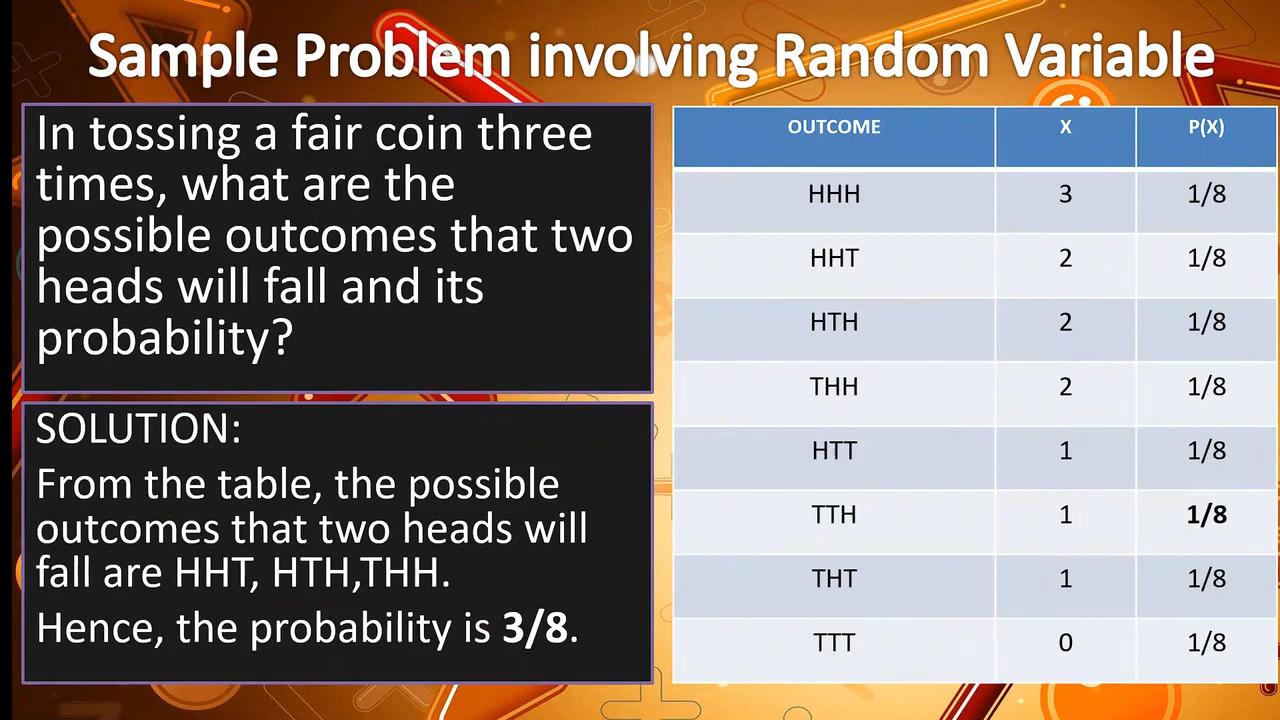 Sample Problem involving Random Variable
In tossing a fair coin three
times, what are the
possible outcomes that two
heads will fall and its
probability?
SOLUTION:
From the table, the possible
outcomes that two heads will
fall are HHT, HTH,THH.
Hence, the probability is 3/8.
OUTCOME X P(X)
HHH 3 1/8
HHT 2 1/8
HTH 2 1/8
THH 2 1/8
HTT 1 1/8
TTH 1 1/8
THT 1 1/8
TTT 0 1/8